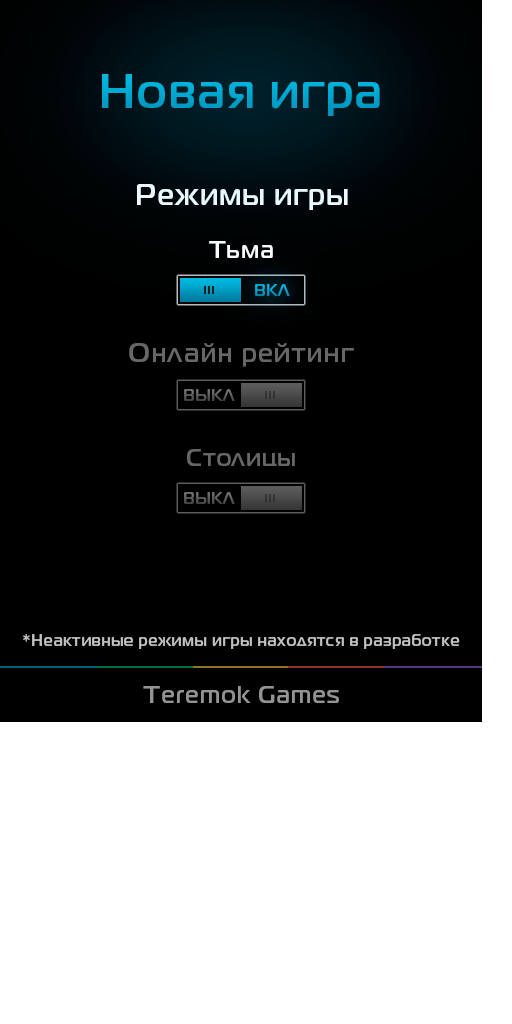 Новая игра
Режимы игры
Тьма
ВКЛ
Онлайн рейтинг
ВЫКЛ
Столицы
ВЫКЛ
*Неактивные режимы игры находятся в разработке
Teremok Games